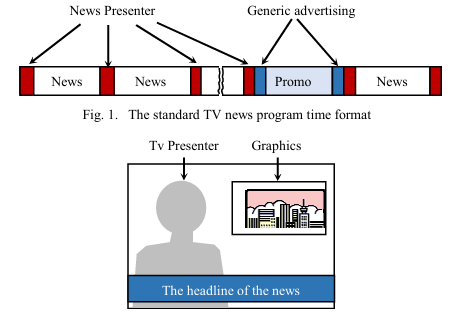 News Presenter
Generic advertising
News
News
Promo
News
Fig. 1. The standard TV news program time format
Tv Presenter
Graphics
The headline of the news